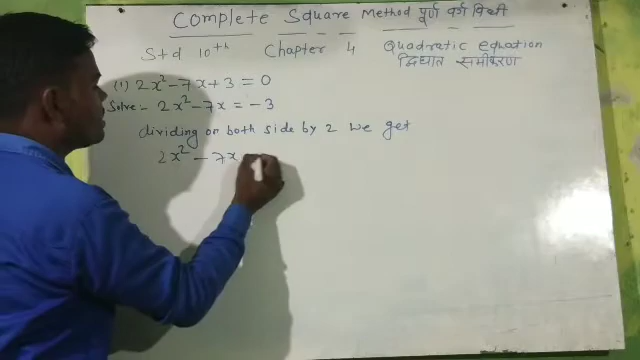 Complete Square Method पूर्ण वर्ग विधी
Std 10th Chapter 4 Quadratic equation
द्विघात समीकरण
(1) 2x² - 7x + 3 = 0
Solve:- 2x² - 7x = - 3
dividing on both side by 2 we get
2x² - 7x